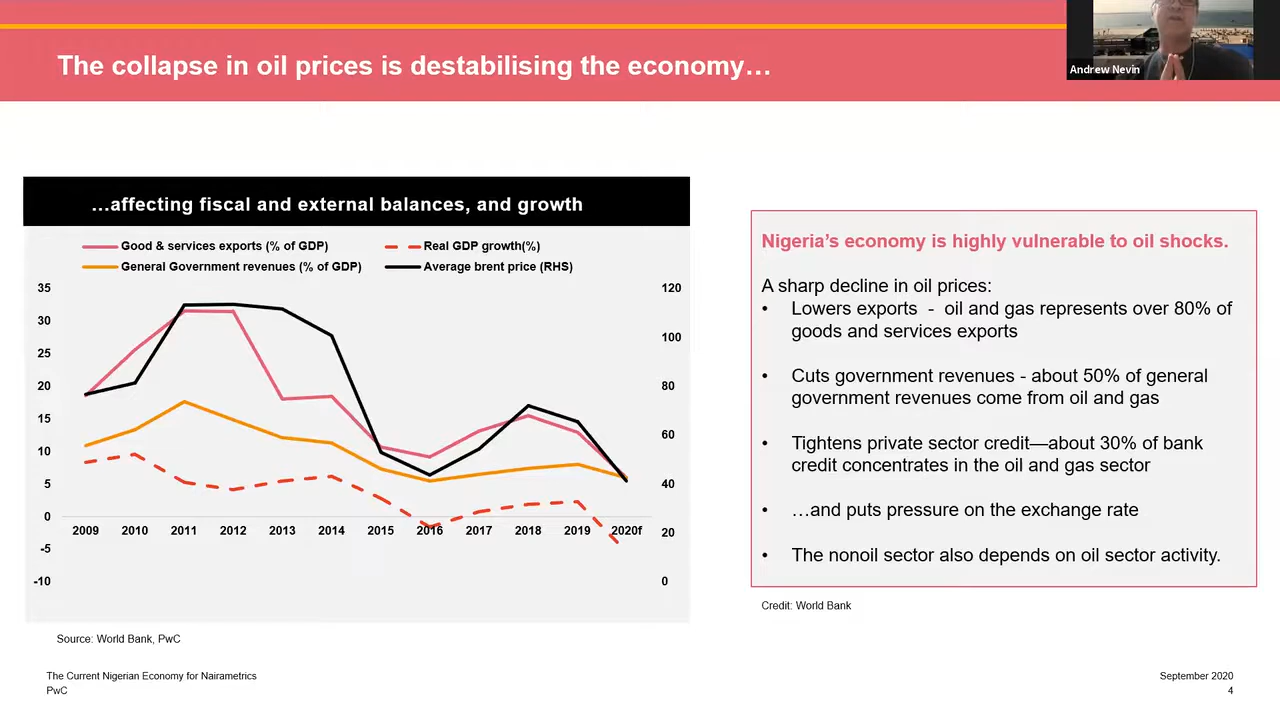 The collapse in oil prices is destabilising the economy…
Andrew Nevin
…affecting fiscal and external balances, and growth
Good & services exports (% of GDP)
Real GDP growth(%)
General Government revenues (% of GDP)
Average brent price (RHS)
35
30
25
20
15
10
5
0
-5
-10
120
100
80
60
40
20
0
2009 2010 2011 2012 2013 2014 2015 2016 2017 2018 2019 2020f
Source: World Bank, PwC
Nigeria’s economy is highly vulnerable to oil shocks.
A sharp decline in oil prices:
• Lowers exports - oil and gas represents over 80% of
goods and services exports
• Cuts government revenues - about 50% of general
government revenues come from oil and gas
• Tightens private sector credit—about 30% of bank
credit concentrates in the oil and gas sector
• …and puts pressure on the exchange rate
• The nonoil sector also depends on oil sector activity.
Credit: World Bank
The Current Nigerian Economy for Nairametrics
PwC
September 2020
4